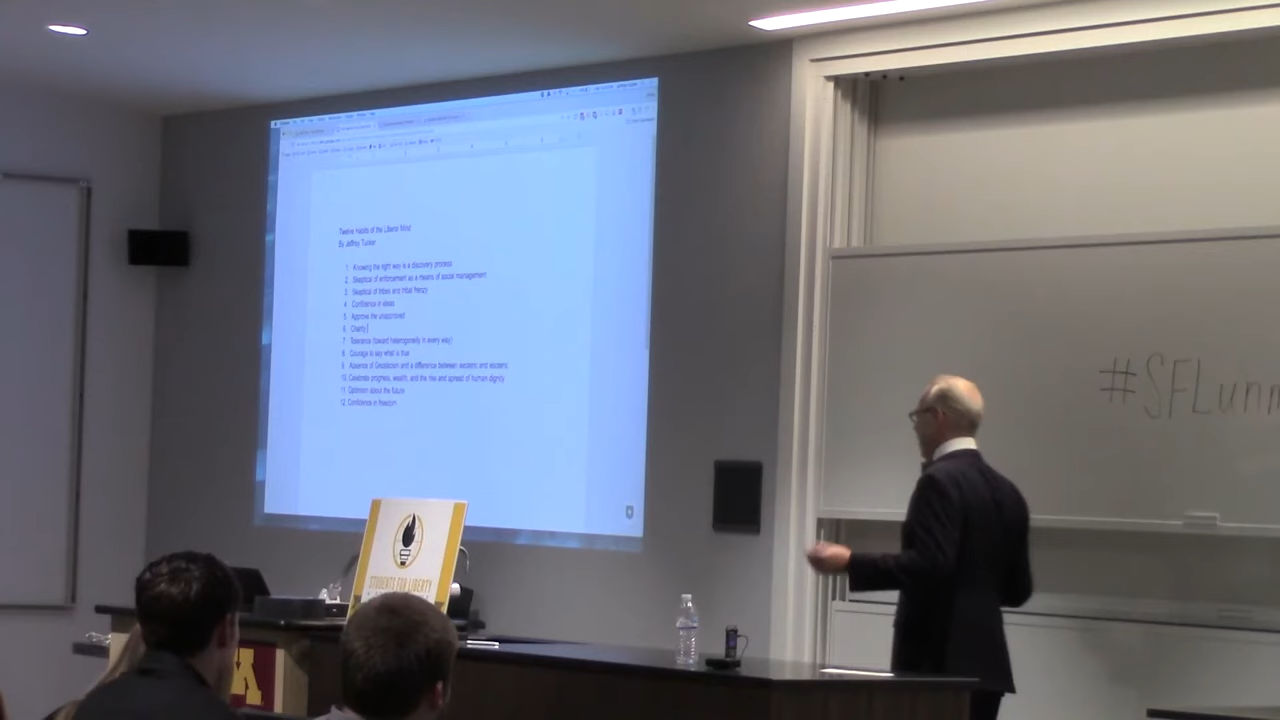 Twelve Habits of the Liberal Mind
By Jeffrey Tucker
1. Knowing the right way is a discovery process
2. Skeptical of enforcement as a means of social management
3. Skeptical of tribes and tribal frenzy
4. Confidence in ideas
5. Approve the unapproved
6. Charity
7. Tolerance (toward heterogeneity in every way)
8. Courage to say what is true
9. Absence of Gnosticism and a difference between exoteric and esoteric
10. Celebrate progress, wealth, and the rise and spread of human dignity
11. Optimism about the future
12. Confidence in freedom
#SFLunm
STUDENTS FOR LIBERTY
M